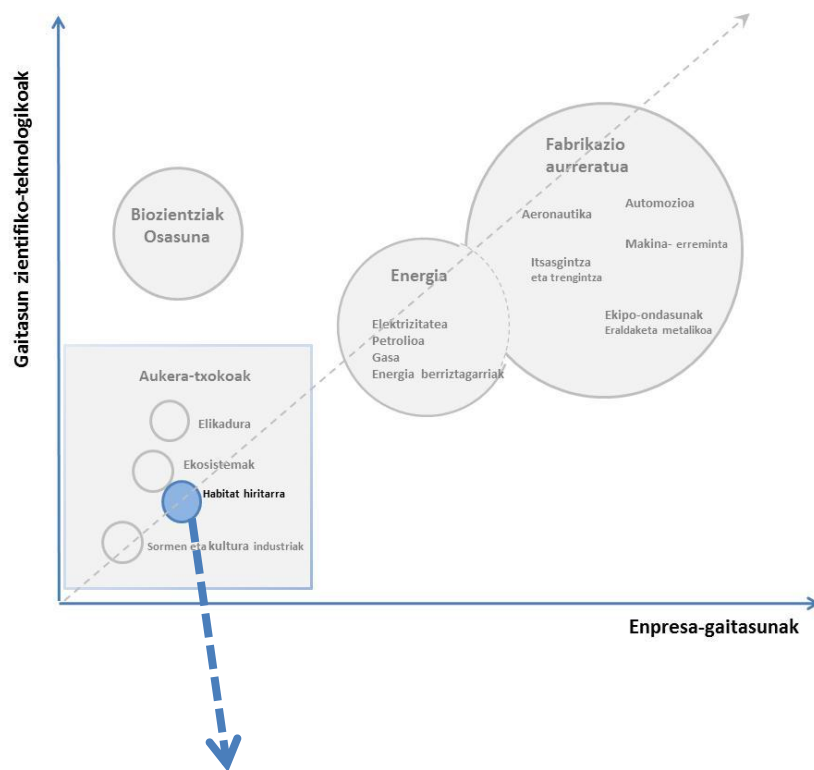 Gaitasun zientifiko-teknologikoak
Fabrikazio
aurreratua
Aeronautika
Automozioa
Makina- erreminta
Itsasgintza
eta trengintza
Ekipo-ondasunak
Eraldaketa metalikoa
Biozientziak
Osasuna
Energia
Elektrizitatea
Petrolioa
Gasa
Energia berriztagarriak
Aukera-txokoak
Elikadura
Ekosistemak
Habitat hiritarra
Sormen eta kultura industriak
Enpresa-gaitasunak